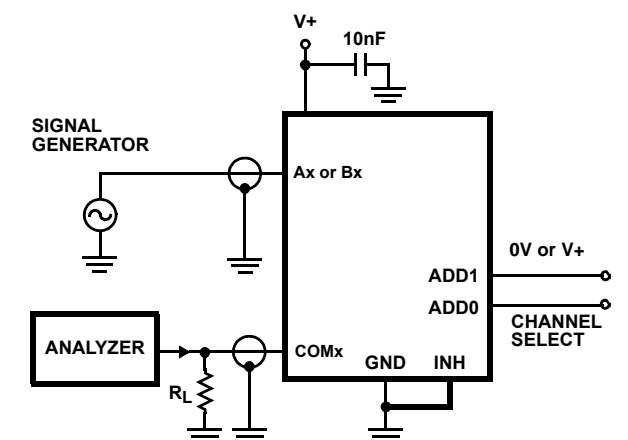 V+
10nF
SIGNAL
GENERATOR
Ax or Bx
0V or V+
ADD1
ADD0
CHANNEL
SELECT
ANALYZER
COMx
GND INH
RL